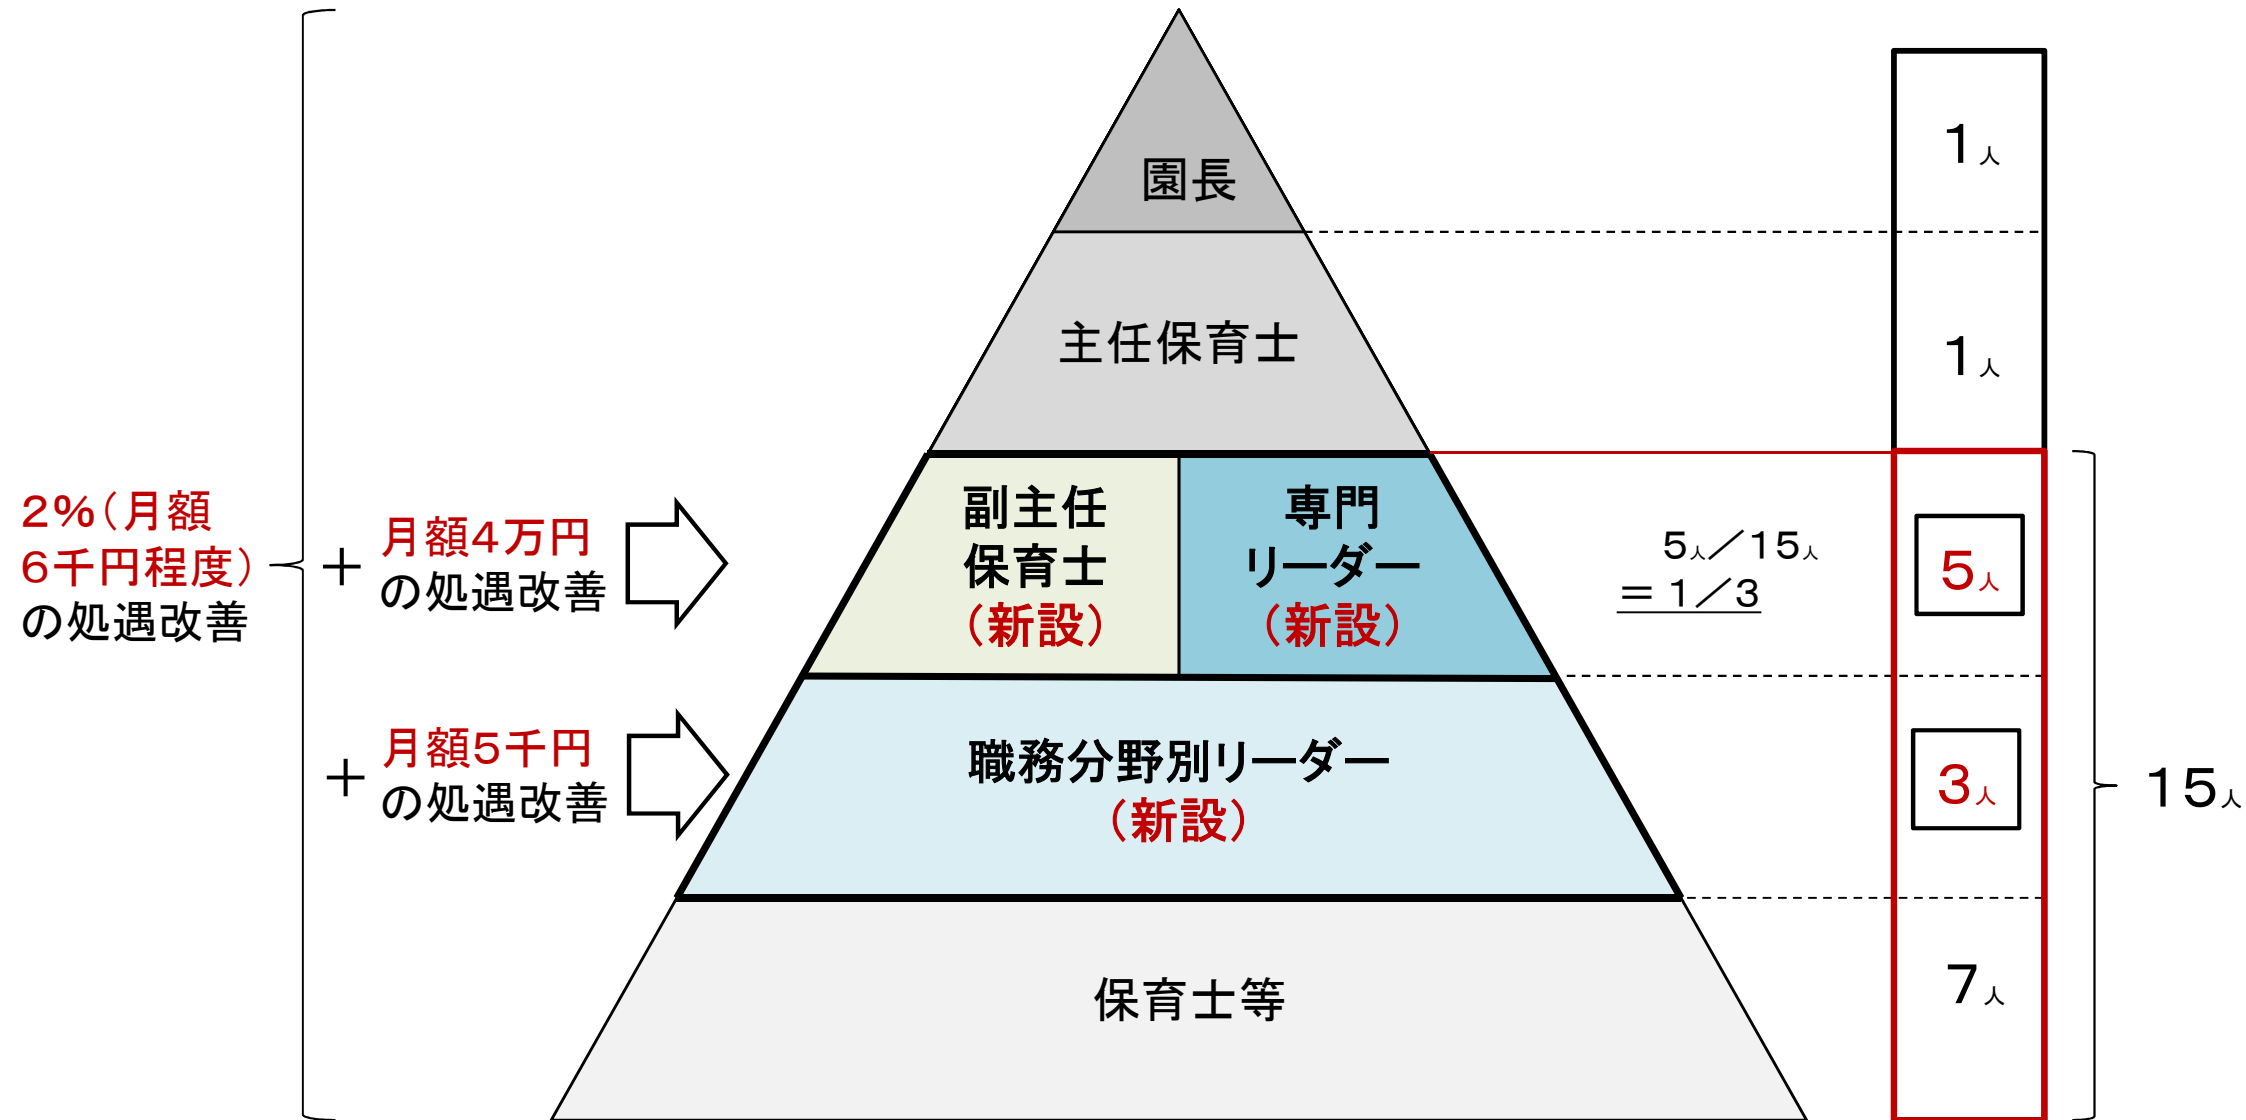 園長
1人
主任保育士
1人
2%(月額
6千円程度)
の処遇改善
+
月額4万円
の処遇改善
副主任
保育士
(新設)
専門
リーダー
(新設)
5人／15人
＝1／3
5人
+
月額5千円
の処遇改善
職務分野別リーダー
(新設)
3人
15人
保育士等
7人